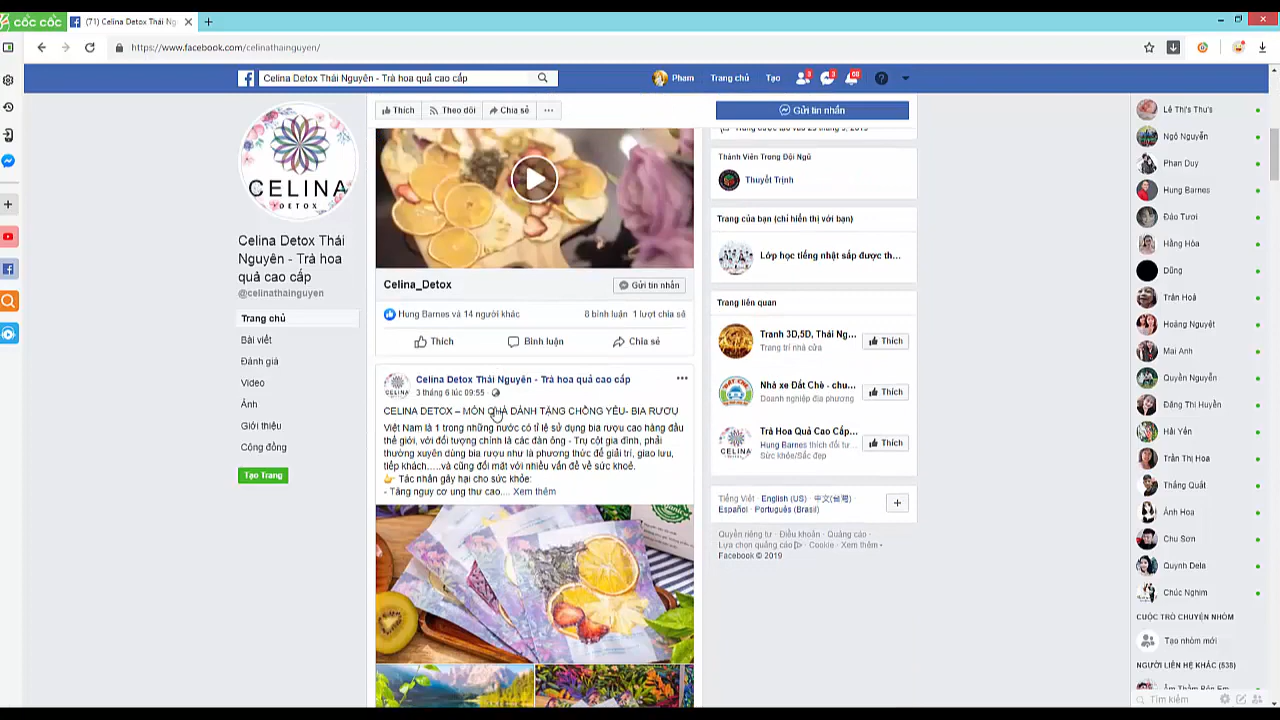 cốc cốc
(71) Celina Detox Thái Ng
https://www.facebook.com/celinathainguyen/
Celina Detox Thái Nguyên - Trà hoa quả cao cấp
Pham
Trang chủ
Tạo
CELINA
DETOX
Celina Detox Thái
Nguyên - Trà hoa
quả cao cấp
@celinathainguyen
Trang chủ
Bài viết
Đánh giá
Video
Ảnh
Giới thiệu
Cộng đồng
Tạo Trang
Thích
Theo dõi
Chia sẻ
Celina_Detox
Gửi tin nhắn
Hung Barnes và 14 người khác
8 bình luận 1 lượt chia sẻ
Thích
Bình luận
Chia sẻ
Celina Detox Thái Nguyên - Trà hoa quả cao cấp
3 tháng 6 lúc 09:55
CELINA DETOX – MÓN QUÀ DÀNH TẶNG CHỒNG YÊU- BIA RƯỢU
Việt Nam là 1 trong những nước có tỉ lệ sử dụng bia rượu cao hàng đầu
thế giới, với đối tượng chính là các đàn ông - Trụ cột gia đình, phải
thường xuyên dùng bia rượu như là phương thức để giải trí, giao lưu,
tiếp khách.....và cũng đối mặt với nhiều vấn đề về sức khoẻ.
👉 Tác nhân gây hại cho sức khỏe:
- Tăng nguy cơ ung thư cao.... Xem thêm
Gửi tin nhắn
Thành Viên Trong Đội Ngũ
Thuyết Trịnh
Trang của bạn (chỉ hiển thị với bạn)
Lớp học tiếng nhật sắp được th...
Trang liên quan
Tranh 3D,5D, Thái Ng...
Trang trí nhà cửa
Thích
Nhà xe Đất Chè - chu...
Doanh nghiệp địa phương
Thích
Trà Hoa Quả Cao Cấp...
Hung Barnes thích đối tư...
Sức khỏe/Sắc đẹp
Thích
Tiếng Việt · English (US) · 中文(台灣) ·
Español · Português (Brasil)
Quyền riêng tư · Điều khoản · Quảng cáo ·
Lựa chọn quảng cáo · Cookie · Xem thêm
Facebook © 2019
Lê Thi's Thu's
Ngô Nguyễn
Phan Duy
Hung Barnes
Đào Tươi
Hằng Hòa
Dũng
Trần Hoà
Hoàng Nguyệt
Mai Anh
Quyền Nguyễn
Đặng Thi Huyền
Hải Yến
Trần Thị Hoa
Thắng Quất
Ánh Hoa
Chu Sơn
Quynh Dela
Chúc Nghim
CUỘC TRÒ CHUYỆN NHÓM
Tạo nhóm mới
NGƯỜI LIÊN HỆ KHÁC (538)
Tìm kiếm